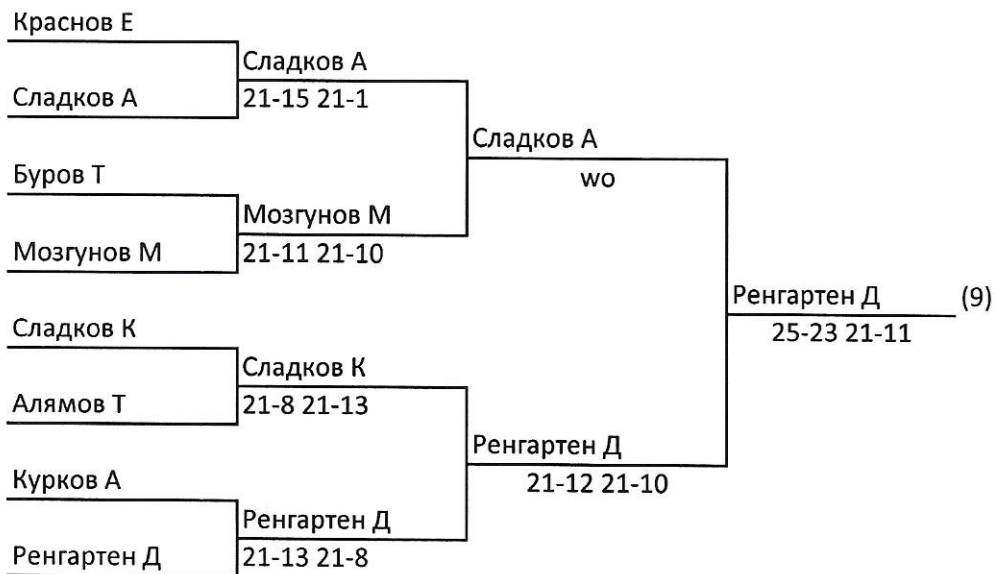 Краснов Е
Сладков А
Сладков А
21-15 21-1
Сладков А
wo
Буров Т
Мозгунов М
Мозгунов М
21-11 21-10
Ренгартен Д (9)
25-23 21-11
Сладков К
Сладков К
Алямов Т
21-8 21-13
Ренгартен Д
21-12 21-10
Курков А
Ренгартен Д
Ренгартен Д
21-13 21-8